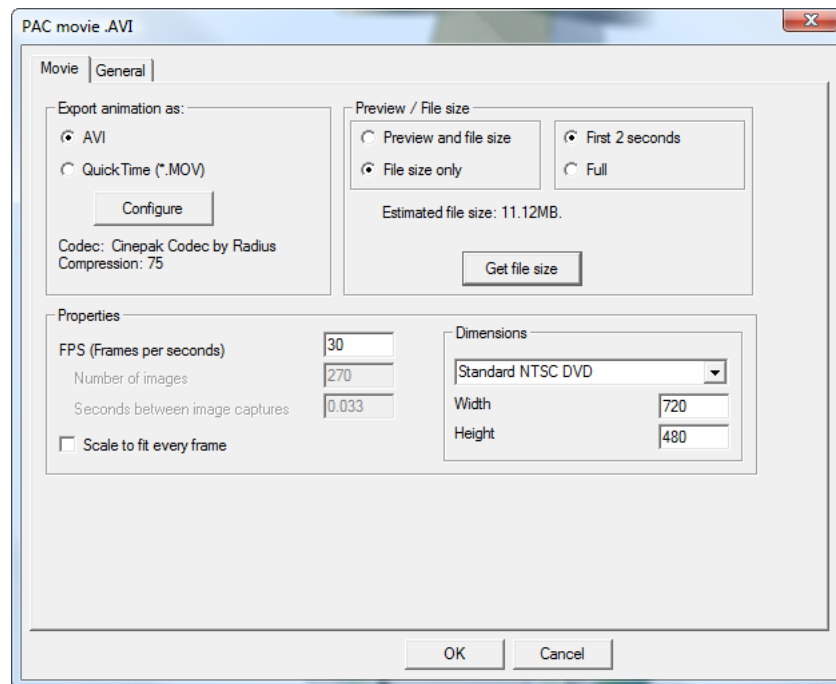 PAC movie .AVI
Movie
General
Export animation as:
AVI
QuickTime (*.MOV)
Configure
Codec: Cinepak Codec by Radius
Compression: 75
Preview / File size
Preview and file size
File size only
First 2 seconds
Full
Estimated file size: 11.12MB.
Get file size
Properties
FPS (Frames per seconds) 30
Number of images 270
Seconds between image captures 0.033
Scale to fit every frame
Dimensions
Standard NTSC DVD
Width 720
Height 480
OK
Cancel